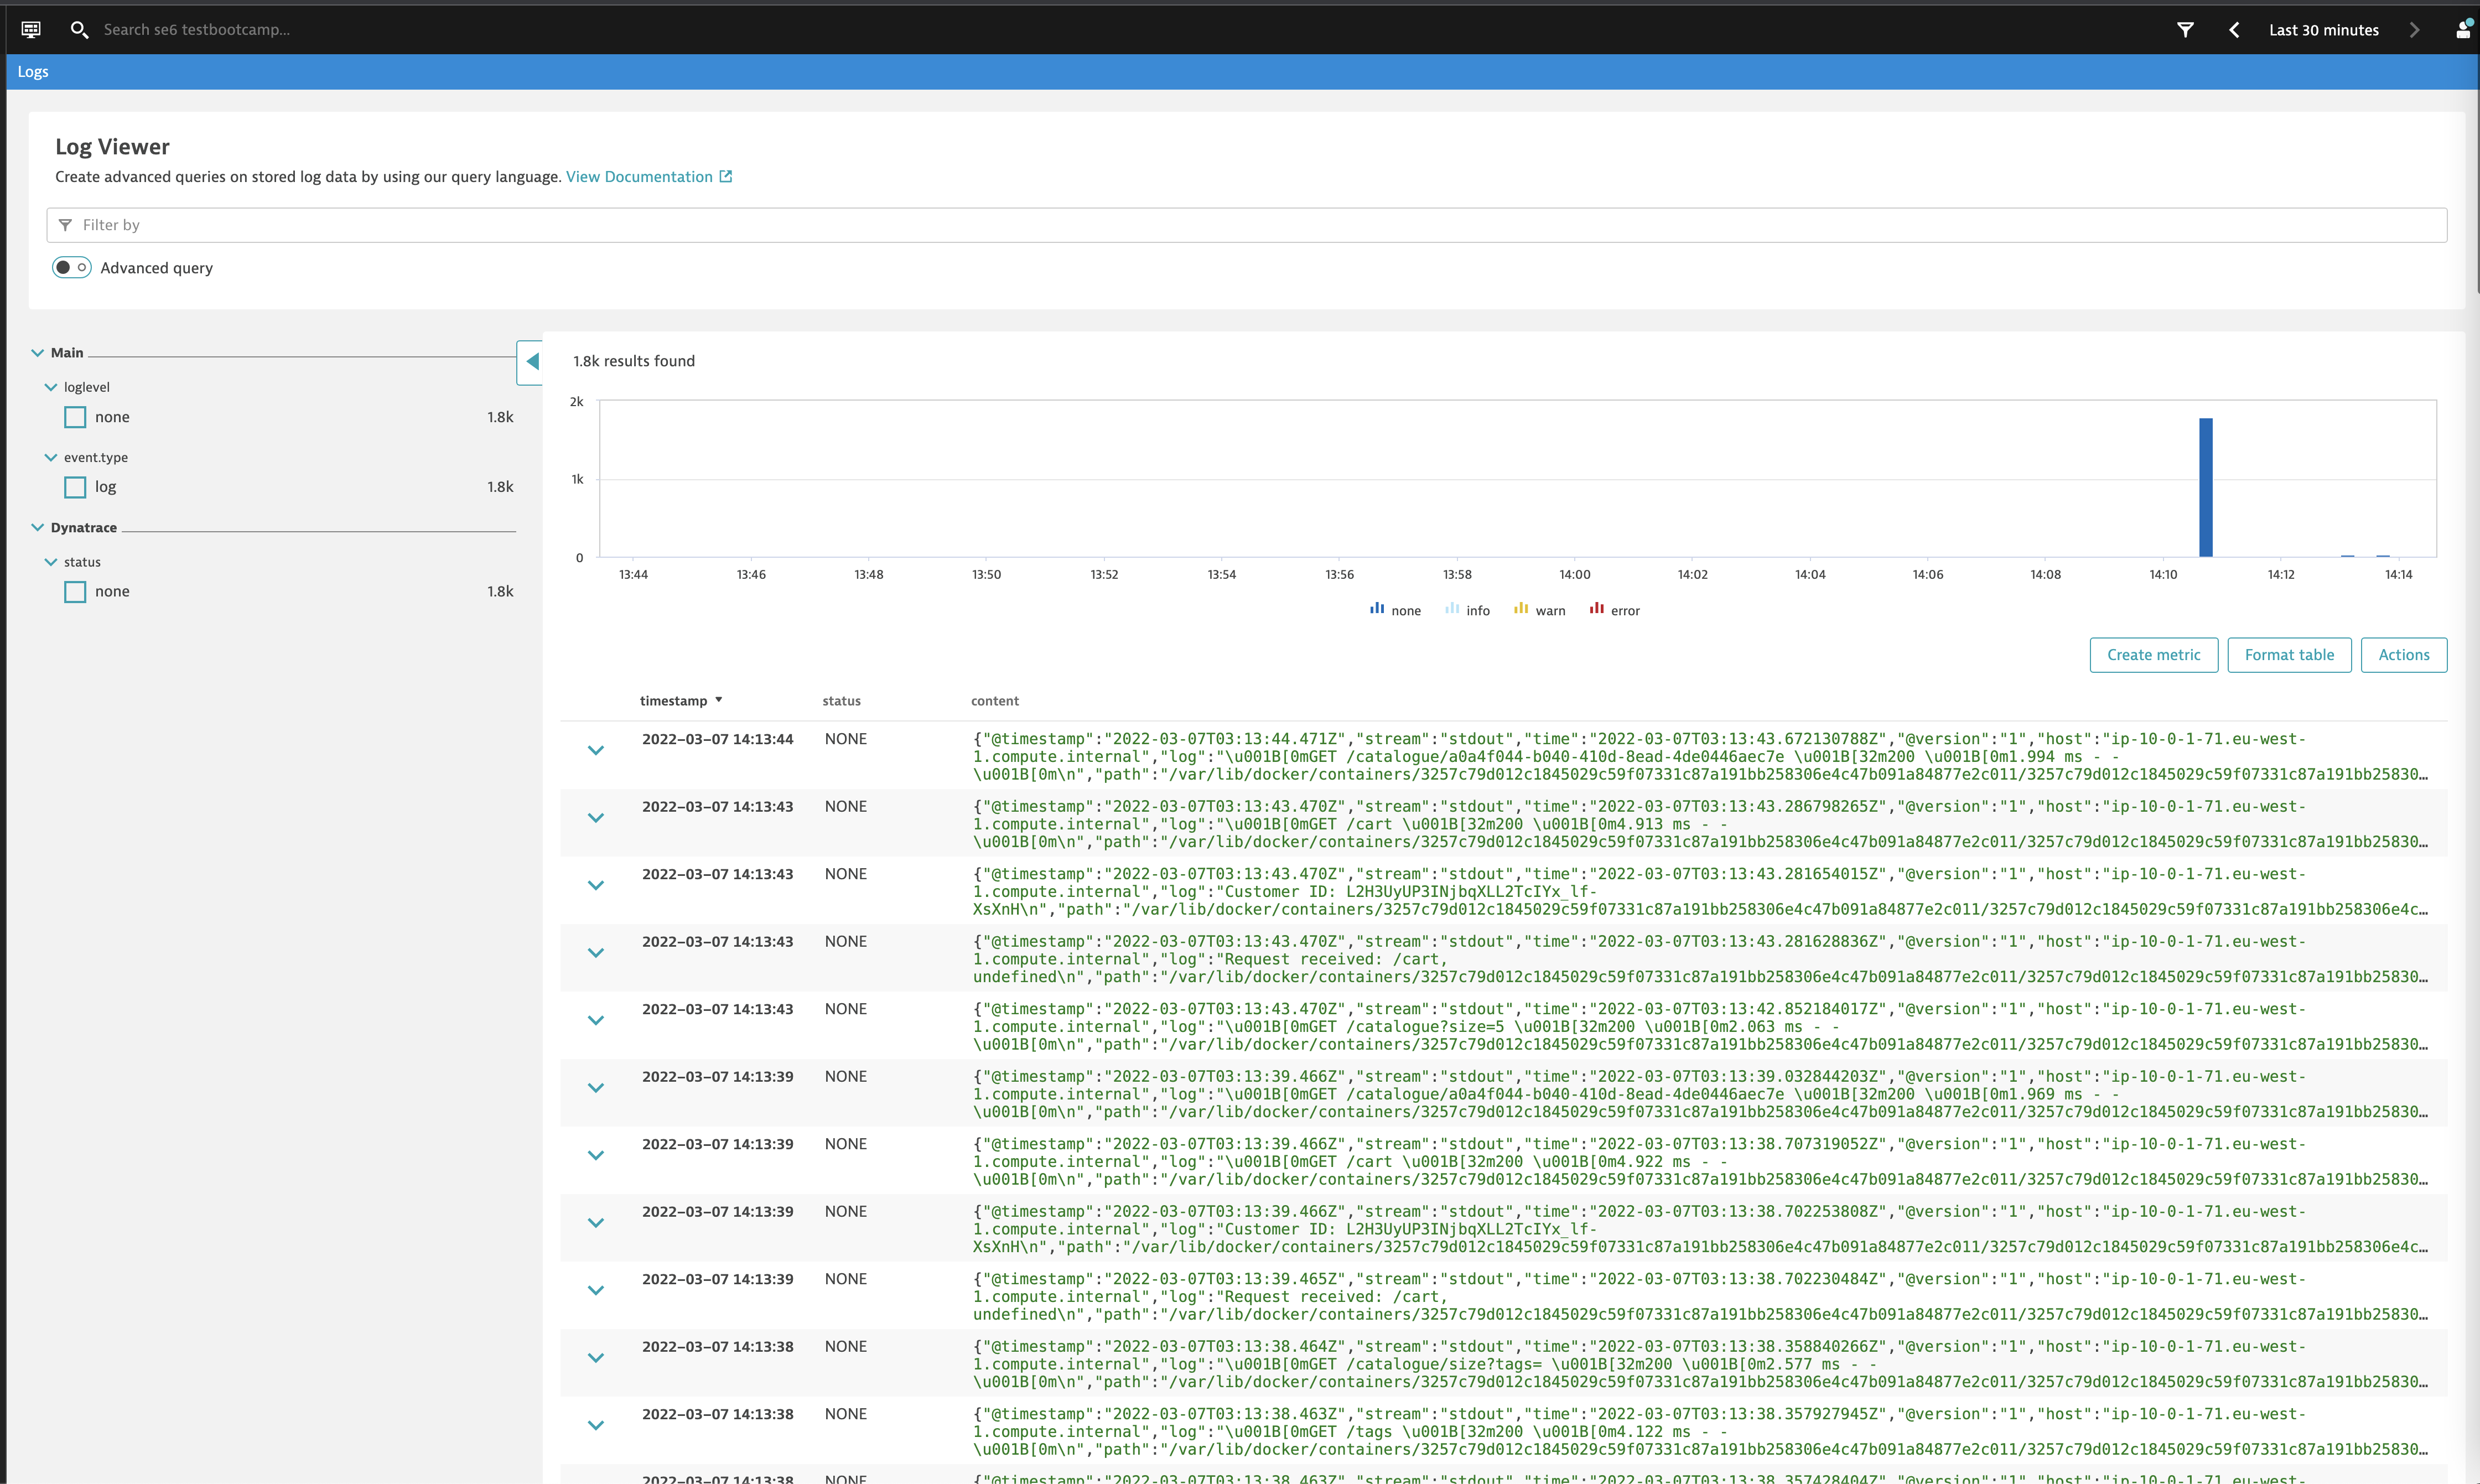 Search se6 testbootcamp...
Last 30 minutes
Logs
Log Viewer
Create advanced queries on stored log data by using our query language. View Documentation
Filter by
Advanced query
Main
loglevel
none 1.8k
event.type
log 1.8k
Dynatrace
status
none 1.8k
1.8k results found
2k
1k
0
13:44 13:46 13:48 13:50 13:52 13:54 13:56 13:58 14:00 14:02 14:04 14:06 14:08 14:10 14:12 14:14
none info warn error
Create metric Format table Actions
timestamp status content
2022-03-07 14:13:44 NONE {"@timestamp":"2022-03-07T03:13:44.471Z","stream":"stdout","time":"2022-03-07T03:13:43.672130788Z","@version":"1","host":"ip-10-0-1-71.eu-west-
1.compute.internal","log":"\u001B[0mGET /catalogue/a0a4f044-b040-410d-8ead-4de0446aec7e \u001B[32m200 \u001B[0m1.994 ms - -
\u001B[0m\n","path":"/var/lib/docker/containers/3257c79d012c1845029c59f07331c87a191bb258306e4c47b091a84877e2c011/3257c79d012c1845029c59f07331c87a191bb25830…
2022-03-07 14:13:43 NONE {"@timestamp":"2022-03-07T03:13:43.470Z","stream":"stdout","time":"2022-03-07T03:13:43.286798265Z","@version":"1","host":"ip-10-0-1-71.eu-west-
1.compute.internal","log":"\u001B[0mGET /cart \u001B[32m200 \u001B[0m4.913 ms - -
\u001B[0m\n","path":"/var/lib/docker/containers/3257c79d012c1845029c59f07331c87a191bb258306e4c47b091a84877e2c011/3257c79d012c1845029c59f07331c87a191bb25830…
2022-03-07 14:13:43 NONE {"@timestamp":"2022-03-07T03:13:43.470Z","stream":"stdout","time":"2022-03-07T03:13:43.281654015Z","@version":"1","host":"ip-10-0-1-71.eu-west-
1.compute.internal","log":"Customer ID: L2H3UyUP3INjbqXLL2TcIYx_lf-
XsXnH\n","path":"/var/lib/docker/containers/3257c79d012c1845029c59f07331c87a191bb258306e4c47b091a84877e2c011/3257c79d012c1845029c59f07331c87a191bb258306e4c…
2022-03-07 14:13:43 NONE {"@timestamp":"2022-03-07T03:13:43.470Z","stream":"stdout","time":"2022-03-07T03:13:43.281628836Z","@version":"1","host":"ip-10-0-1-71.eu-west-
1.compute.internal","log":"Request received: /cart,
undefined\n","path":"/var/lib/docker/containers/3257c79d012c1845029c59f07331c87a191bb258306e4c47b091a84877e2c011/3257c79d012c1845029c59f07331c87a191bb25830…
2022-03-07 14:13:43 NONE {"@timestamp":"2022-03-07T03:13:43.470Z","stream":"stdout","time":"2022-03-07T03:13:42.852184017Z","@version":"1","host":"ip-10-0-1-71.eu-west-
1.compute.internal","log":"\u001B[0mGET /catalogue?size=5 \u001B[32m200 \u001B[0m2.063 ms - -
\u001B[0m\n","path":"/var/lib/docker/containers/3257c79d012c1845029c59f07331c87a191bb258306e4c47b091a84877e2c011/3257c79d012c1845029c59f07331c87a191bb25830…
2022-03-07 14:13:39 NONE {"@timestamp":"2022-03-07T03:13:39.466Z","stream":"stdout","time":"2022-03-07T03:13:39.032844203Z","@version":"1","host":"ip-10-0-1-71.eu-west-
1.compute.internal","log":"\u001B[0mGET /catalogue/a0a4f044-b040-410d-8ead-4de0446aec7e \u001B[32m200 \u001B[0m1.969 ms - -
\u001B[0m\n","path":"/var/lib/docker/containers/3257c79d012c1845029c59f07331c87a191bb258306e4c47b091a84877e2c011/3257c79d012c1845029c59f07331c87a191bb25830…
2022-03-07 14:13:39 NONE {"@timestamp":"2022-03-07T03:13:39.466Z","stream":"stdout","time":"2022-03-07T03:13:38.707319052Z","@version":"1","host":"ip-10-0-1-71.eu-west-
1.compute.internal","log":"\u001B[0mGET /cart \u001B[32m200 \u001B[0m4.922 ms - -
\u001B[0m\n","path":"/var/lib/docker/containers/3257c79d012c1845029c59f07331c87a191bb258306e4c47b091a84877e2c011/3257c79d012c1845029c59f07331c87a191bb25830…
2022-03-07 14:13:39 NONE {"@timestamp":"2022-03-07T03:13:39.466Z","stream":"stdout","time":"2022-03-07T03:13:38.702253808Z","@version":"1","host":"ip-10-0-1-71.eu-west-
1.compute.internal","log":"Customer ID: L2H3UyUP3INjbqXLL2TcIYx_lf-
XsXnH\n","path":"/var/lib/docker/containers/3257c79d012c1845029c59f07331c87a191bb258306e4c47b091a84877e2c011/3257c79d012c1845029c59f07331c87a191bb258306e4c…
2022-03-07 14:13:39 NONE {"@timestamp":"2022-03-07T03:13:39.465Z","stream":"stdout","time":"2022-03-07T03:13:38.702230484Z","@version":"1","host":"ip-10-0-1-71.eu-west-
1.compute.internal","log":"Request received: /cart,
undefined\n","path":"/var/lib/docker/containers/3257c79d012c1845029c59f07331c87a191bb258306e4c47b091a84877e2c011/3257c79d012c1845029c59f07331c87a191bb25830…
2022-03-07 14:13:38 NONE {"@timestamp":"2022-03-07T03:13:38.464Z","stream":"stdout","time":"2022-03-07T03:13:38.358840266Z","@version":"1","host":"ip-10-0-1-71.eu-west-
1.compute.internal","log":"\u001B[0mGET /catalogue/size?tags= \u001B[32m200 \u001B[0m2.577 ms - -
\u001B[0m\n","path":"/var/lib/docker/containers/3257c79d012c1845029c59f07331c87a191bb258306e4c47b091a84877e2c011/3257c79d012c1845029c59f07331c87a191bb25830…
2022-03-07 14:13:38 NONE {"@timestamp":"2022-03-07T03:13:38.463Z","stream":"stdout","time":"2022-03-07T03:13:38.357927945Z","@version":"1","host":"ip-10-0-1-71.eu-west-
1.compute.internal","log":"\u001B[0mGET /tags \u001B[32m200 \u001B[0m4.122 ms - -
\u001B[0m\n","path":"/var/lib/docker/containers/3257c79d012c1845029c59f07331c87a191bb258306e4c47b091a84877e2c011/3257c79d012c1845029c59f07331c87a191bb25830…
2022-03-07 14:13:38 NONE {"@timestamp":"2022-03-07T03:13:38.463Z","stream":"stdout","time":"2022-03-07T03:13:38.357428404Z","@version":"1","host":"ip-10-0-1-71.eu-west-